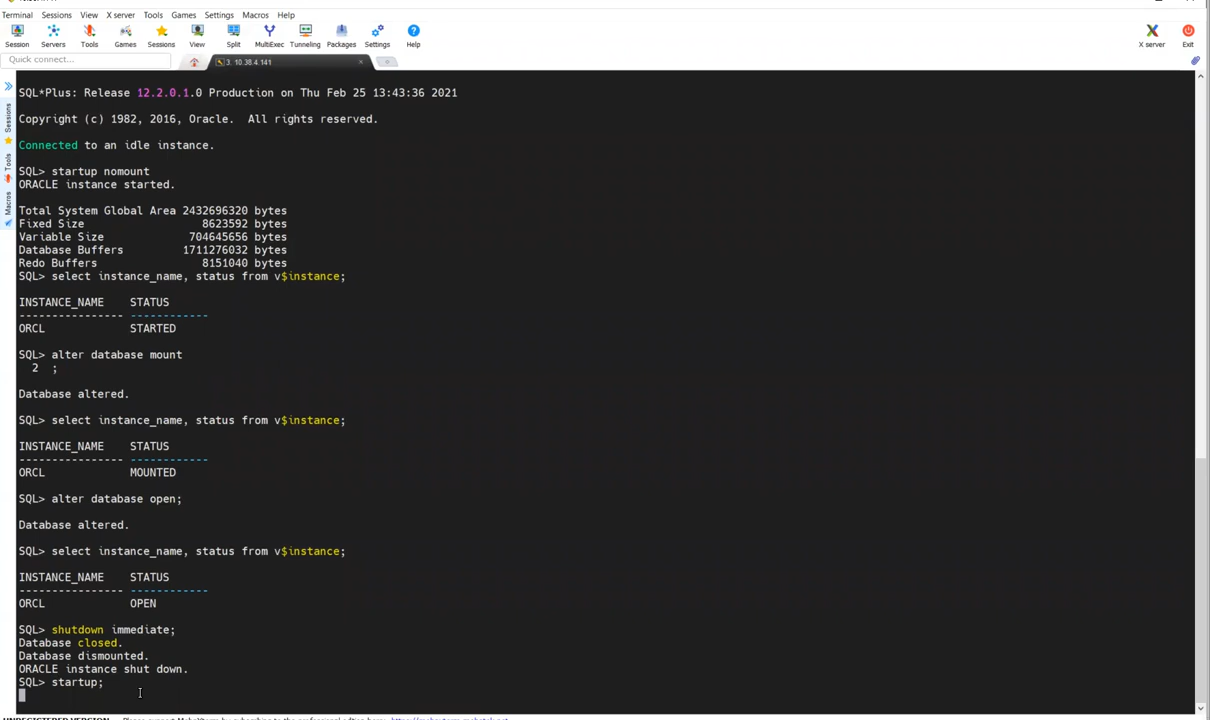 Terminal Sessions View X server Tools Games Settings Macros Help
Session Servers Tools Games Sessions View Split MultiExec Tunneling Packages Settings Help X server Exit
Quick connect...
3. 10.38.4.141
Sessions
Tools
Macros
SQL*Plus: Release 12.2.0.1.0 Production on Thu Feb 25 13:43:36 2021
Copyright (c) 1982, 2016, Oracle.  All rights reserved.
Connected to an idle instance.
SQL> startup nomount
ORACLE instance started.
Total System Global Area 2432696320 bytes
Fixed Size                  8623592 bytes
Variable Size             704645656 bytes
Database Buffers         1711276032 bytes
Redo Buffers                8151040 bytes
SQL> select instance_name, status from v$instance;
INSTANCE_NAME    STATUS
---------------- ------------
ORCL             STARTED
SQL> alter database mount
  2  ;
Database altered.
SQL> select instance_name, status from v$instance;
INSTANCE_NAME    STATUS
---------------- ------------
ORCL             MOUNTED
SQL> alter database open;
Database altered.
SQL> select instance_name, status from v$instance;
INSTANCE_NAME    STATUS
---------------- ------------
ORCL             OPEN
SQL> shutdown immediate;
Database closed.
Database dismounted.
ORACLE instance shut down.
SQL> startup;